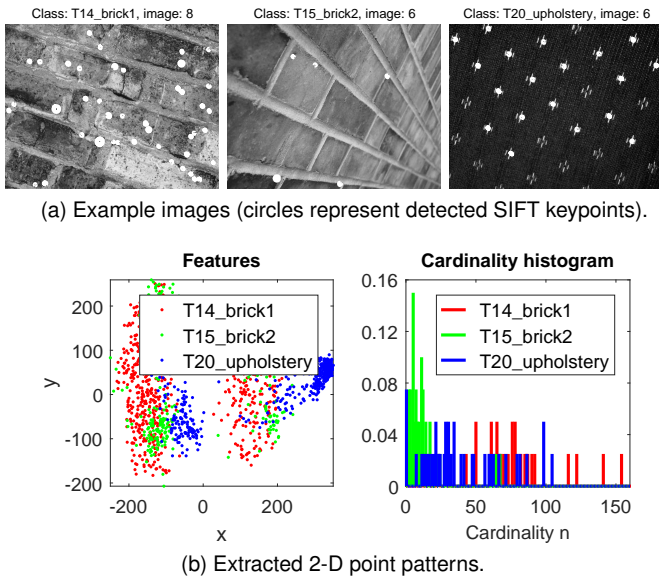 Class: T14_brick1, image: 8
Class: T15_brick2, image: 6
Class: T20_upholstery, image: 6
(a) Example images (circles represent detected SIFT keypoints).
Features
200
100
0
-100
-200
y
-200
0
200
x
T14_brick1
T15_brick2
T20_upholstery
Cardinality histogram
0.16
0.12
0.08
0.04
0
0
50
100
150
Cardinality n
T14_brick1
T15_brick2
T20_upholstery
(b) Extracted 2-D point patterns.